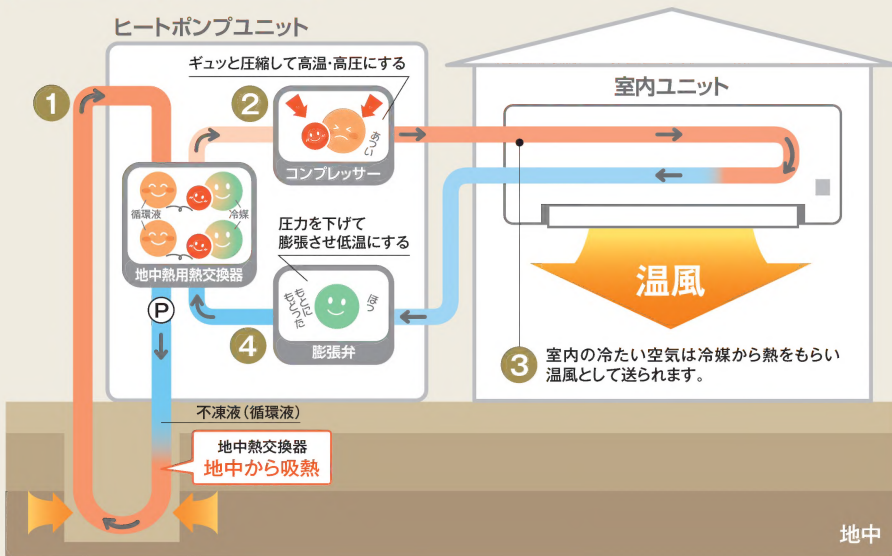 ヒートポンプユニット
ギュッと圧縮して高温・高圧にする
1
2
あつい
コンプレッサー
室内ユニット
循環液
冷媒
地中熱用熱交換器
圧力を下げて
膨張させ低温にする
P
もとに
もどった
ほっ
4
膨張弁
温風
3
室内の冷たい空気は冷媒から熱をもらい
温風として送られます。
不凍液(循環液)
地中熱交換器
地中から吸熱
地中